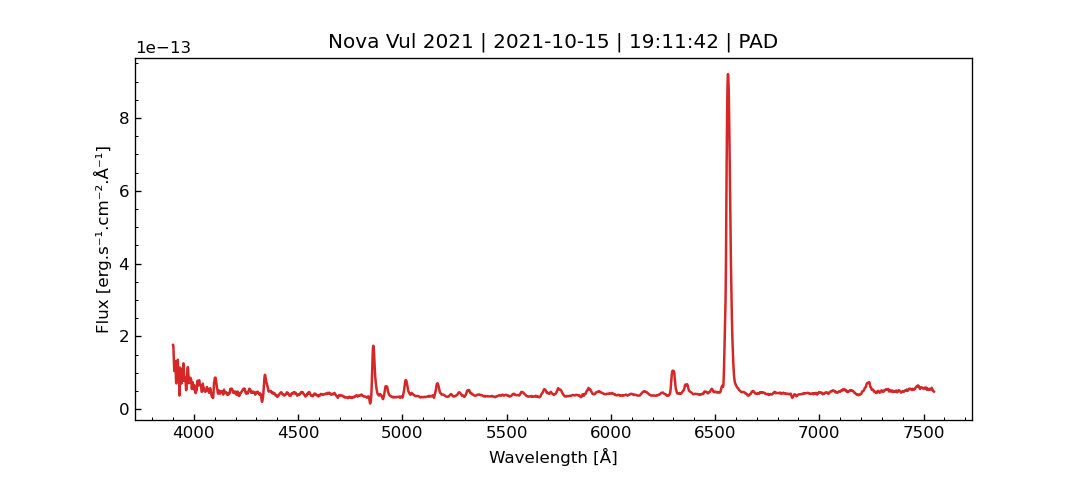 Nova Vul 2021 | 2021-10-15 | 19:11:42 | PAD
1e−13
8
6
4
2
0
Flux [erg.s⁻¹.cm⁻².Å⁻¹]
4000 4500 5000 5500 6000 6500 7000 7500
Wavelength [Å]